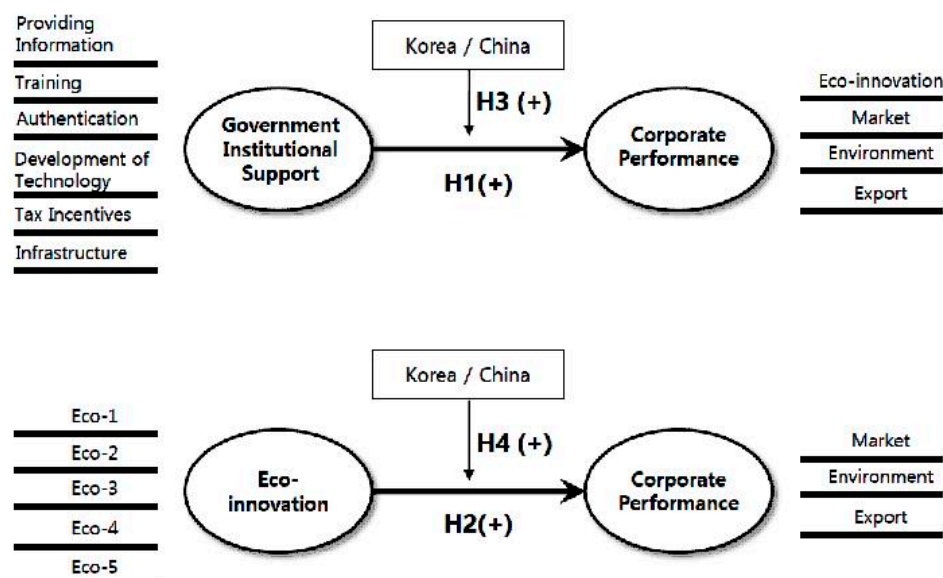 Providing
Information
Training
Authentication
Development of
Technology
Tax Incentives
Infrastructure
Korea / China
H3 (+)
Government
Institutional
Support
H1(+)
Corporate
Performance
Eco-innovation
Market
Environment
Export
Korea / China
Eco-1
Eco-2
Eco-3
Eco-4
Eco-5
H4 (+)
Eco-
innovation
H2(+)
Corporate
Performance
Market
Environment
Export